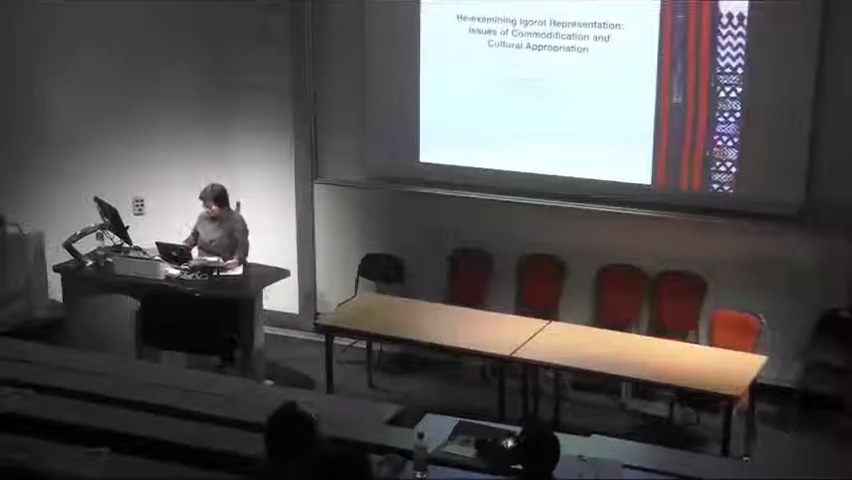 Re-examining Igorot Representation:
Issues of Commodification and
Cultural Appropriation